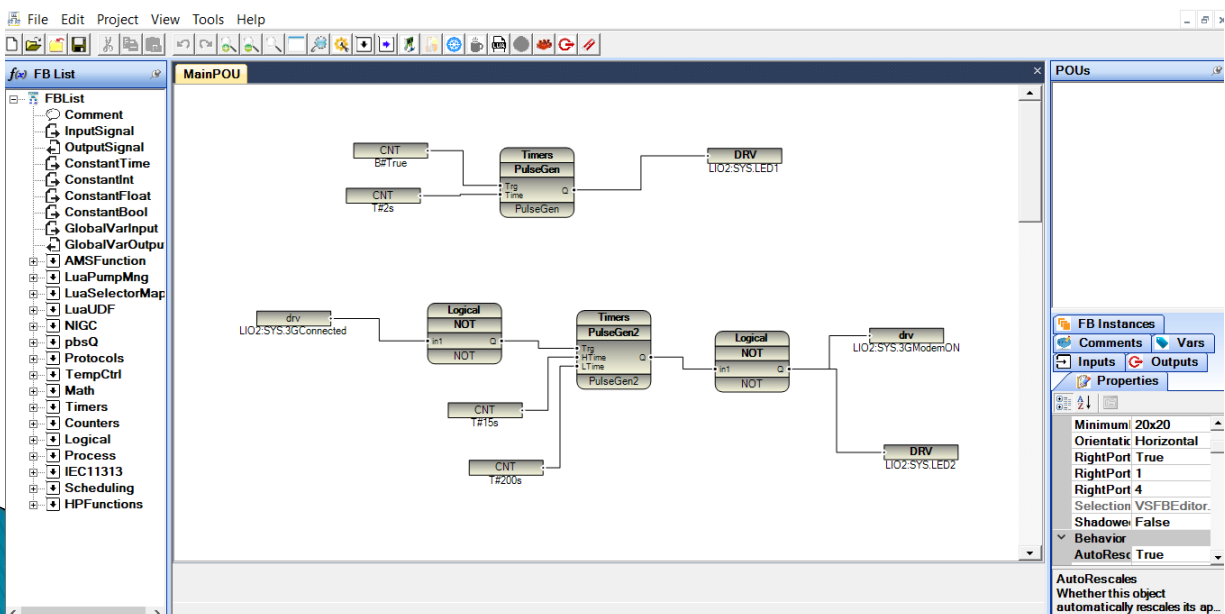 File Edit Project View Tools Help
f(x) FB List
FBList
Comment
InputSignal
OutputSignal
ConstantTime
ConstantInt
ConstantFloat
ConstantBool
GlobalVarInput
GlobalVarOutpu
AMSFunction
LuaPumpMng
LuaSelectorMap
LuaUDF
NIGC
pbsQ
Protocols
TempCtrl
Math
Timers
Counters
Logical
Process
IEC11313
Scheduling
HPFunctions
MainPOU
CNT
B#True
CNT
T#2s
Timers
PulseGen
Trg
Time
Q
PulseGen
DRV
LIO2:SYS.LED1
drv
LIO2:SYS.3GConnected
Logical
NOT
in1 Q
NOT
Timers
PulseGen2
Trg
HTime Q
LTime
PulseGen2
CNT
T#15s
CNT
T#200s
Logical
NOT
in1 Q
NOT
drv
LIO2:SYS.3GModemON
DRV
LIO2:SYS.LED2
POUs
FB Instances
Comments Vars
Inputs Outputs
Properties
Minimum 20x20
Orientatic Horizontal
RightPort True
RightPort 1
RightPort 4
Selection VSFBEditor.
Shadowe False
Behavior
AutoResc True
AutoRescales
Whether this object
automatically rescales its ap...